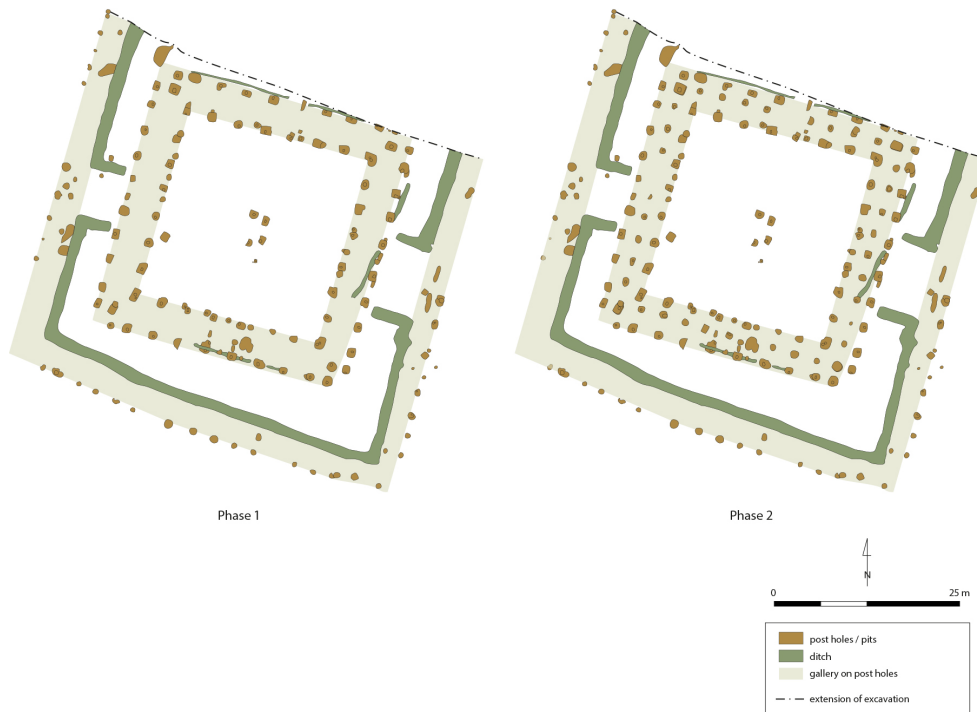 Phase 1
Phase 2
N
0 25 m
post holes / pits
ditch
gallery on post holes
extension of excavation